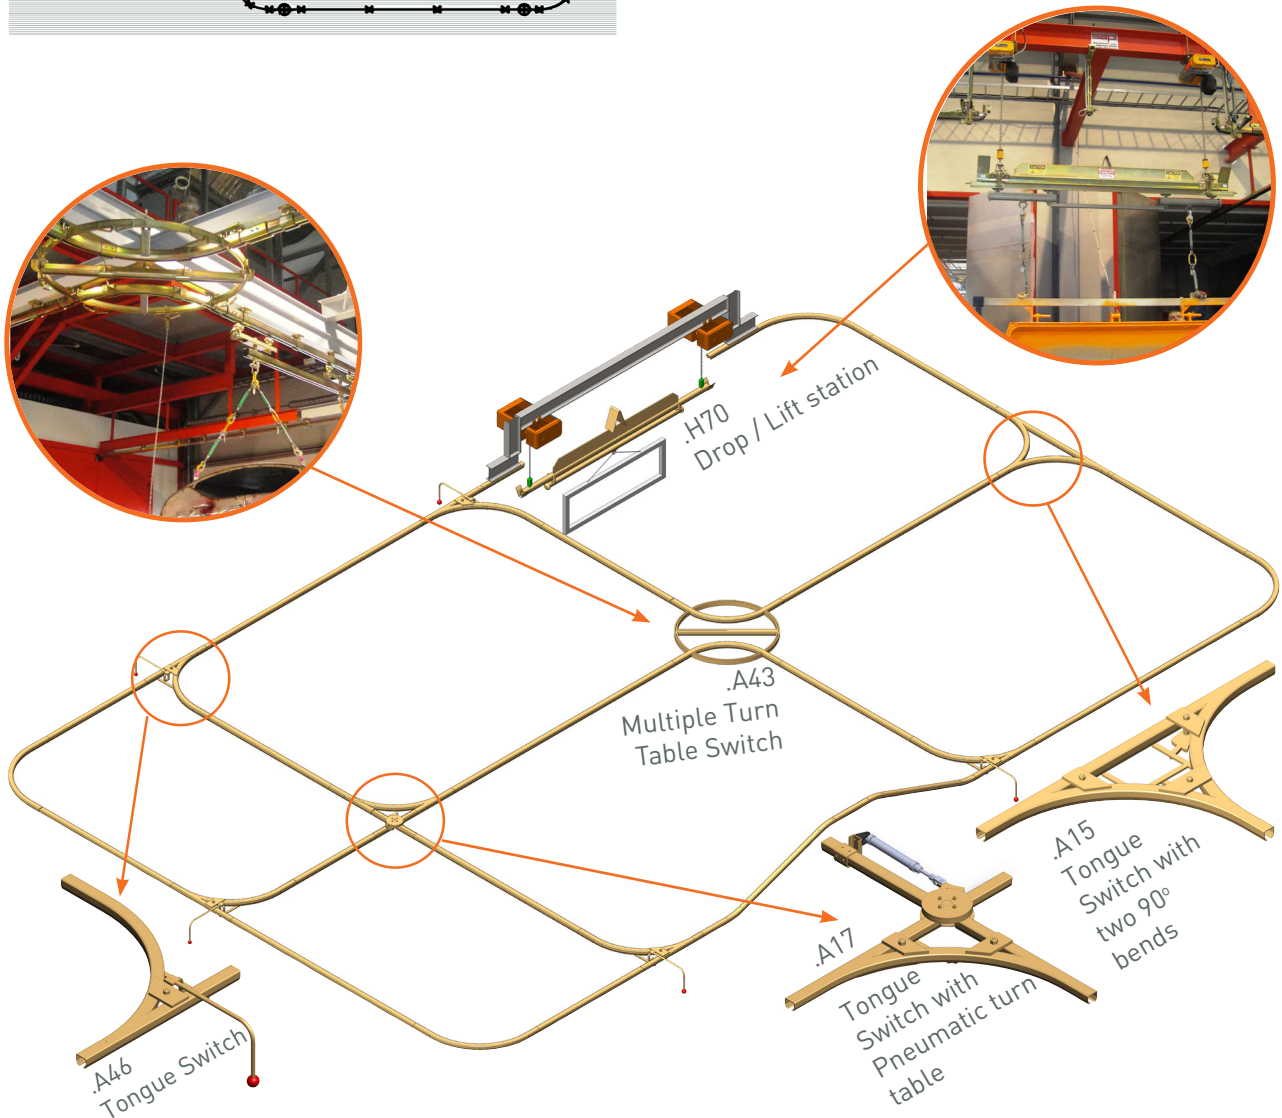 .H70
Drop / Lift station
.A43
Multiple Turn
Table Switch
.A15
Tongue
Switch with
two 90º
bends
.A17
Tongue
Switch with
Pneumatic turn
table
.A46
Tongue Switch